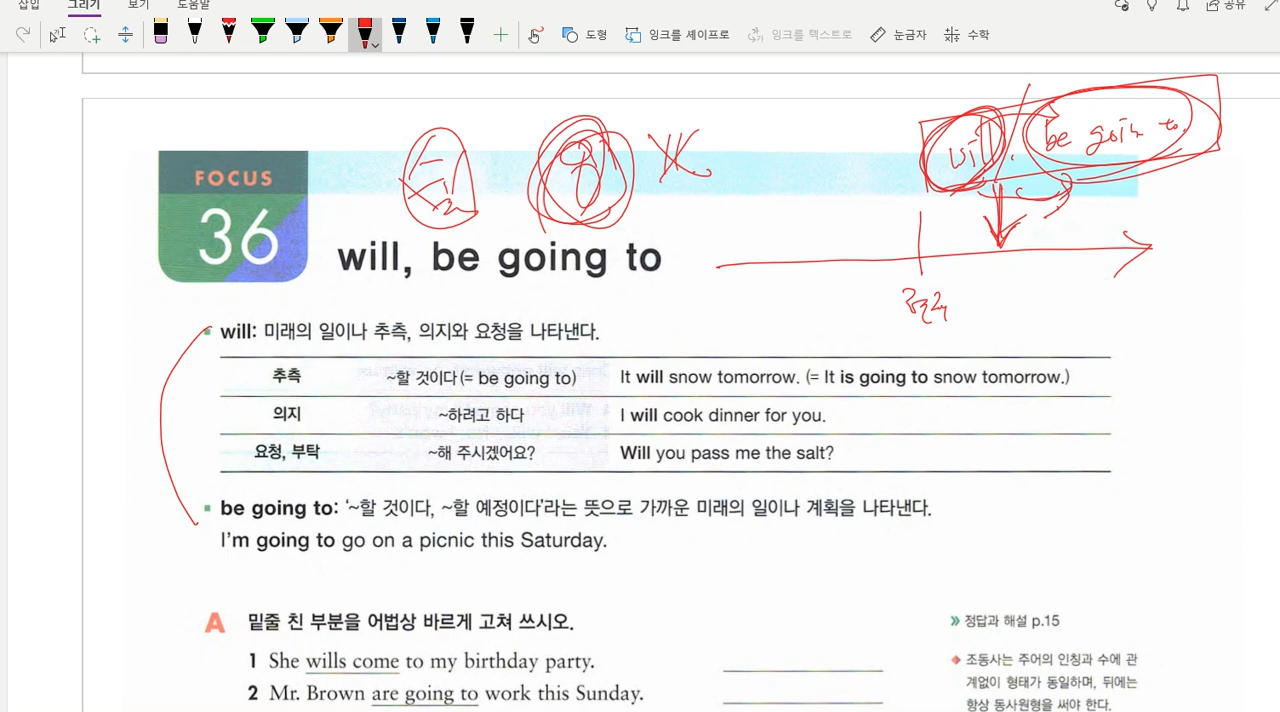 삽입 그리기 보기 도움말
공유
도형 잉크를 셰이프로 잉크를 텍스트로 눈금자 수학
will / be going to
FOCUS
36
will, be going to
will: 미래의 일이나 추측, 의지와 요청을 나타낸다.
추측 ~할 것이다 (= be going to) It will snow tomorrow. (= It is going to snow tomorrow.)
의지 ~하려고 하다 I will cook dinner for you.
요청, 부탁 ~해 주시겠어요? Will you pass me the salt?
be going to: ‘~할 것이다, ~할 예정이다’라는 뜻으로 가까운 미래의 일이나 계획을 나타낸다.
I’m going to go on a picnic this Saturday.
A 밑줄 친 부분을 어법상 바르게 고쳐 쓰시오.
정답과 해설 p.15
1 She wills come to my birthday party.
2 Mr. Brown are going to work this Sunday.
조동사는 주어의 인칭과 수에 관
계없이 형태가 동일하며, 뒤에는
항상 동사원형을 써야 한다.